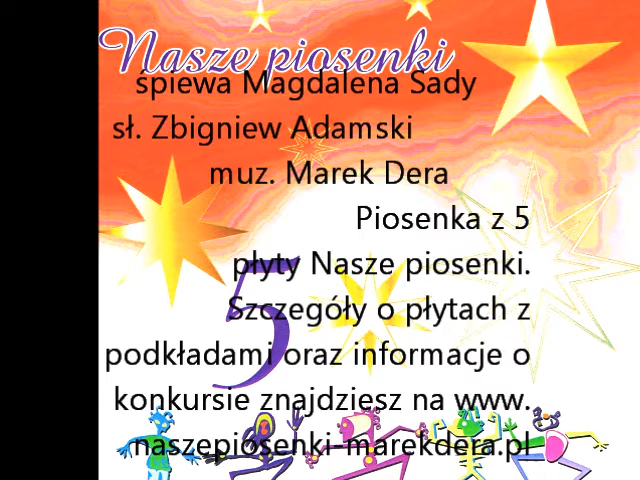 Nasze piosenki
śpiewa Magdalena Sady
sł. Zbigniew Adamski
muz. Marek Dera
Piosenka z 5
płyty Nasze piosenki.
5
Szczegóły o płytach z
podkładami oraz informacje o
konkursie znajdziesz na www.
naszepiosenki-marekdera.pl